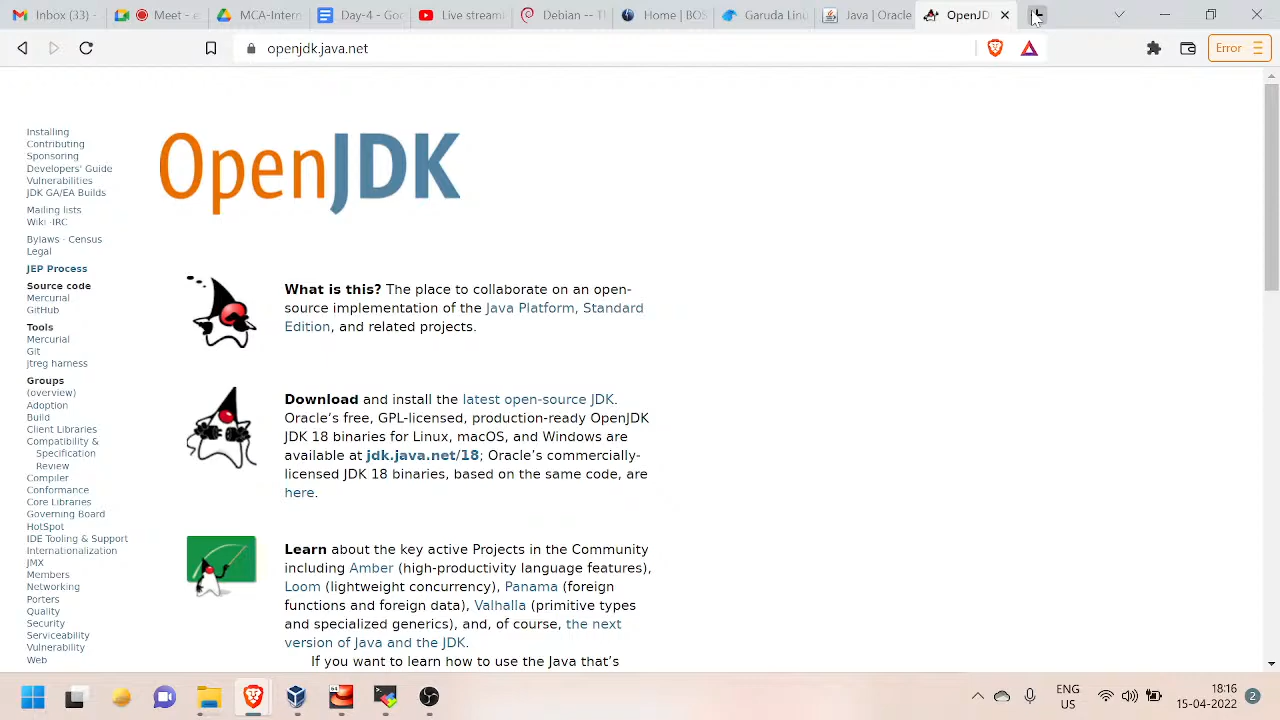 Inbox (33)
Meet - e
MCA-Intern
Day-4 - Go
Live stream
Debian -- T
Home | BOS
Garuda Linu
Java | Oracle
OpenJD
openjdk.java.net
Error
Installing
Contributing
Sponsoring
Developers' Guide
Vulnerabilities
JDK GA/EA Builds
Mailing lists
Wiki · IRC
Bylaws · Census
Legal
JEP Process
Source code
Mercurial
GitHub
Tools
Mercurial
Git
jtreg harness
Groups
(overview)
Adoption
Build
Client Libraries
Compatibility &
Specification
Review
Compiler
Conformance
Core Libraries
Governing Board
HotSpot
IDE Tooling & Support
Internationalization
JMX
Members
Networking
Porters
Quality
Security
Serviceability
Vulnerability
Web
OpenJDK
What is this? The place to collaborate on an open-
source implementation of the Java Platform, Standard
Edition, and related projects.
Download and install the latest open-source JDK.
Oracle's free, GPL-licensed, production-ready OpenJDK
JDK 18 binaries for Linux, macOS, and Windows are
available at jdk.java.net/18; Oracle's commercially-
licensed JDK 18 binaries, based on the same code, are
here.
Learn about the key active Projects in the Community
including Amber (high-productivity language features),
Loom (lightweight concurrency), Panama (foreign
functions and foreign data), Valhalla (primitive types
and specialized generics), and, of course, the next
version of Java and the JDK.
If you want to learn how to use the Java that's
ENG
US
18:16
15-04-2022
2